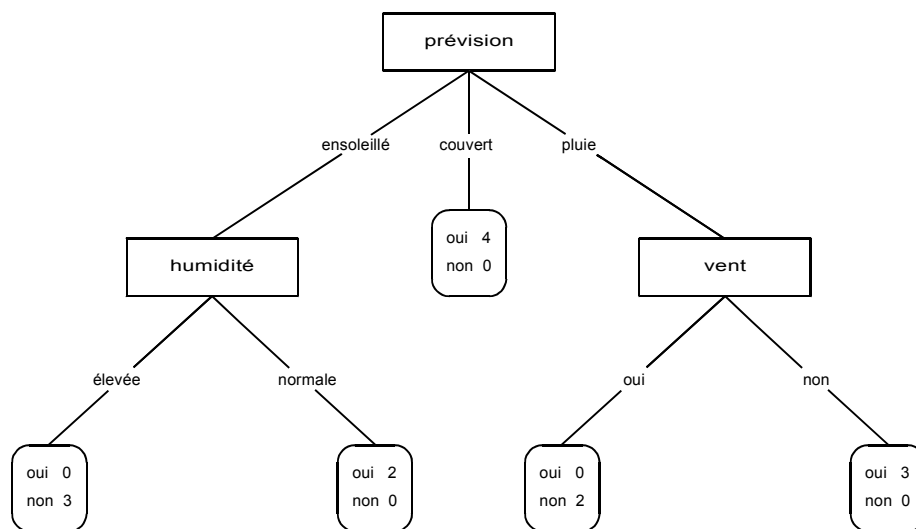 prévision
ensoleillé
couvert
pluie
oui 4
non 0
humidité
vent
élevée
normale
oui
non
oui 0
non 3
oui 2
non 0
oui 0
non 2
oui 3
non 0